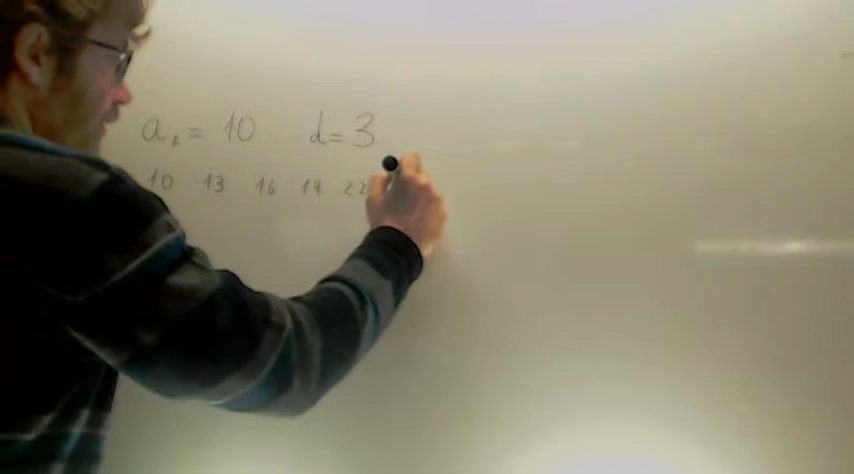 a₁ = 10 d = 3
10 13 16 19 22